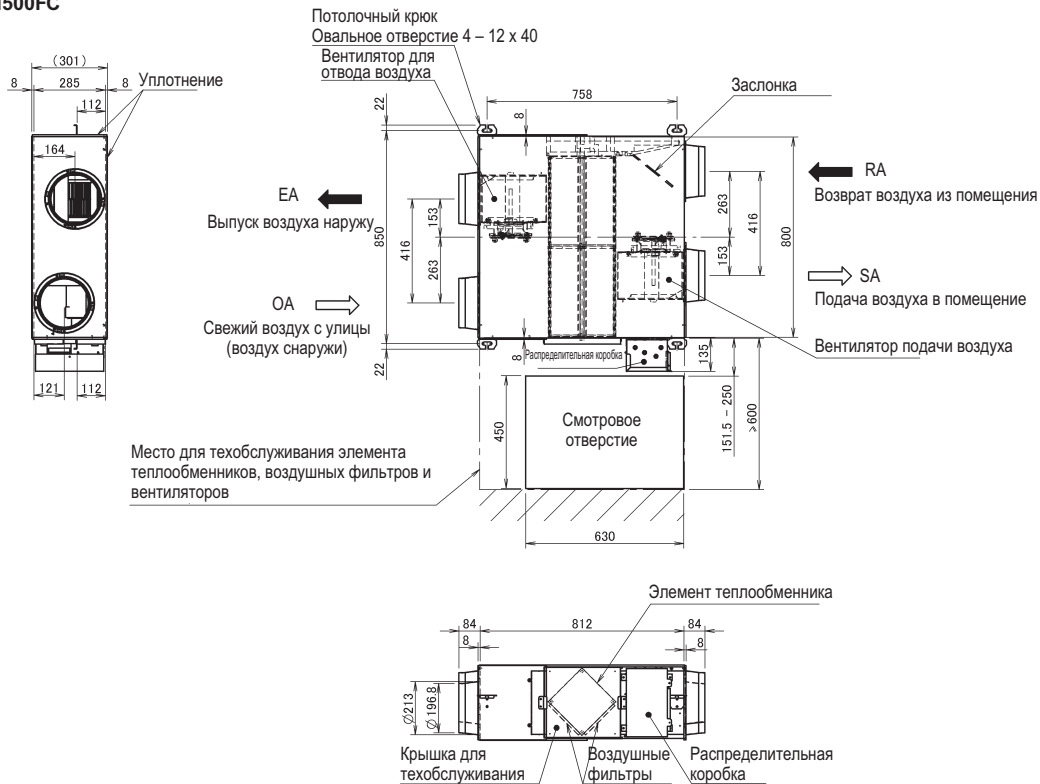 500FC
Потолочный крюк
Овальное отверстие 4 – 12 x 40
Вентилятор для
отвода воздуха
(301)
8
285
8
Уплотнение
112
164
22
758
8
Заслонка
EA
Выпуск воздуха наружу
RA
Возврат воздуха из помещения
850
416
153
263
263
153
416
800
SA
Подача воздуха в помещение
OA
Свежий воздух с улицы
(воздух снаружи)
Вентилятор подачи воздуха
121
112
22
8
Распределительная коробка
135
450
Смотровое
отверстие
151.5 – 250
>600
Место для техобслуживания элемента
теплообменников, воздушных фильтров и
вентиляторов
630
Элемент теплообменника
84
812
84
8
8
Ø213
Ø196.8
Крышка для
техобслуживания
Воздушные
фильтры
Распределительная
коробка